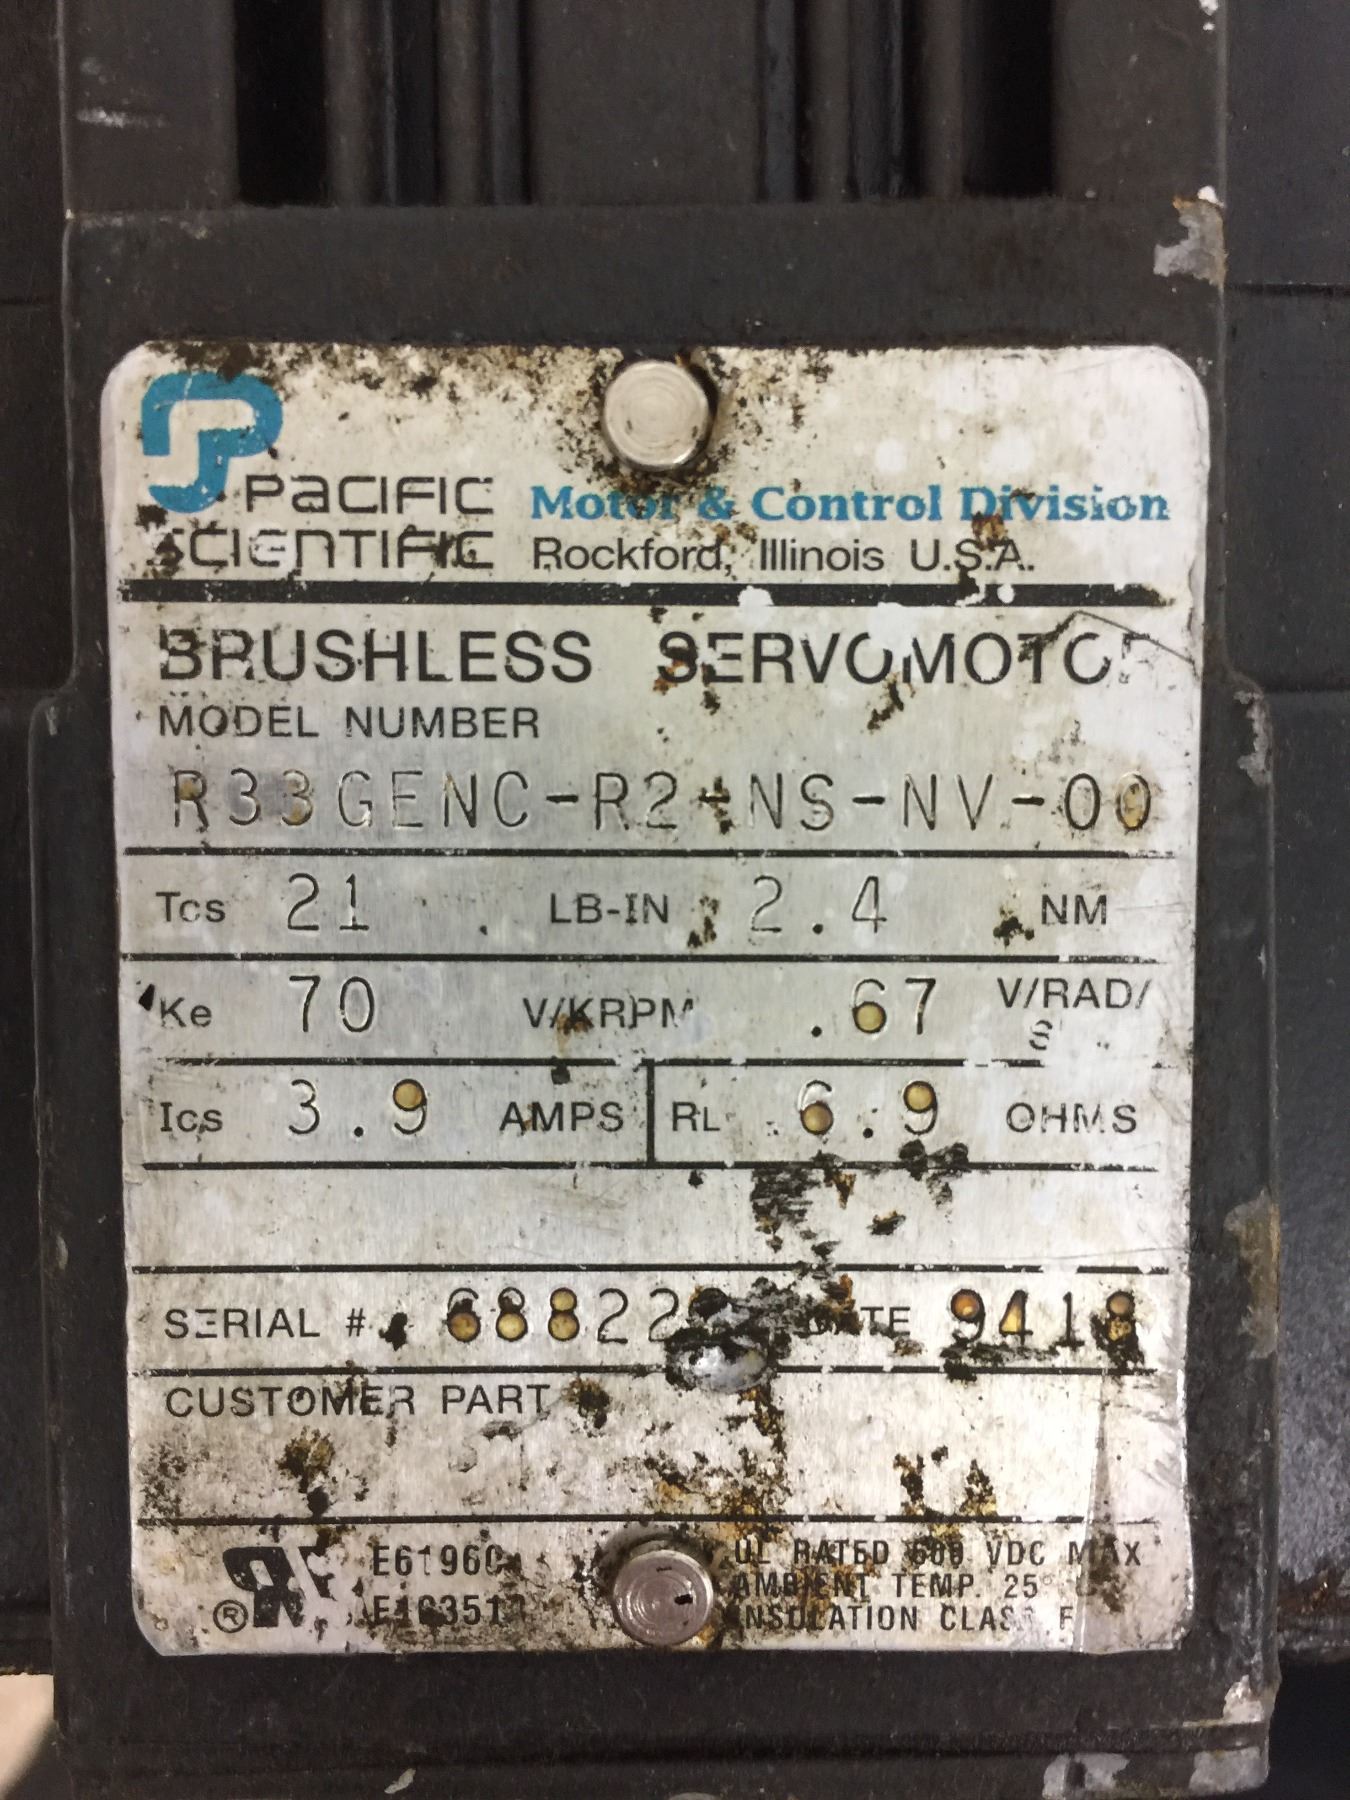 PACIFIC
SCIENTIFIC
Motor & Control Division
Rockford, Illinois U.S.A.
BRUSHLESS SERVOMOTOR
MODEL NUMBER
R33GENC-R2-NS-NV-00
Tcs 21 LB-IN 2.4 NM
Ke 70 V/KRPM .67 V/RAD/S
Ics 3.9 AMPS RL 6.9 OHMS
SERIAL # DATE 9418
CUSTOMER PART
UL RATED 600 VDC MAX
AMBIENT TEMP. 25°
INSULATION CLASS F
®